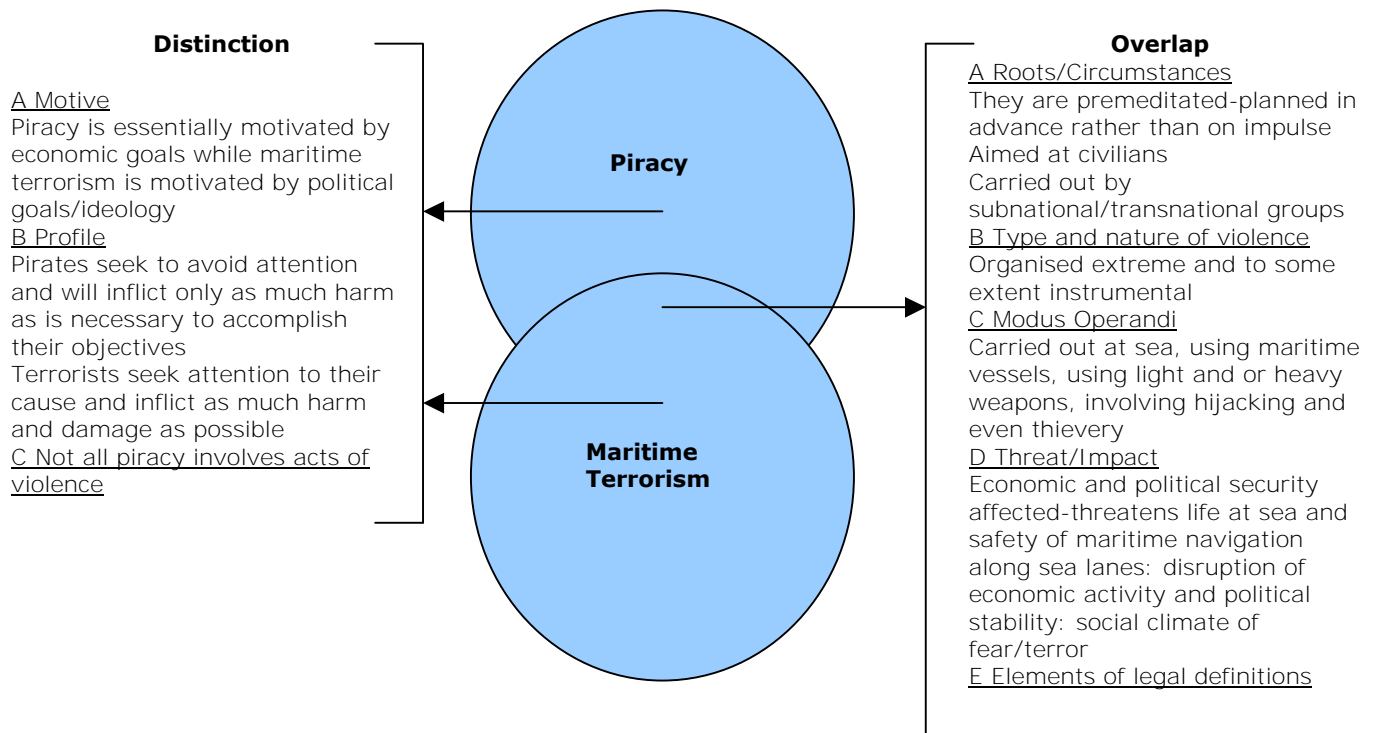 Distinction
A Motive
Piracy is essentially motivated by
economic goals while maritime
terrorism is motivated by political
goals/ideology
B Profile
Pirates seek to avoid attention
and will inflict only as much harm
as is necessary to accomplish
their objectives
Terrorists seek attention to their
cause and inflict as much harm
and damage as possible
C Not all piracy involves acts of
violence
Piracy
Maritime
Terrorism
Overlap
A Roots/Circumstances
They are premeditated-planned in
advance rather than on impulse
Aimed at civilians
Carried out by
subnational/transnational groups
B Type and nature of violence
Organised extreme and to some
extent instrumental
C Modus Operandi
Carried out at sea, using maritime
vessels, using light and or heavy
weapons, involving hijacking and
even thievery
D Threat/Impact
Economic and political security
affected-threatens life at sea and
safety of maritime navigation
along sea lanes: disruption of
economic activity and political
stability: social climate of
fear/terror
E Elements of legal definitions